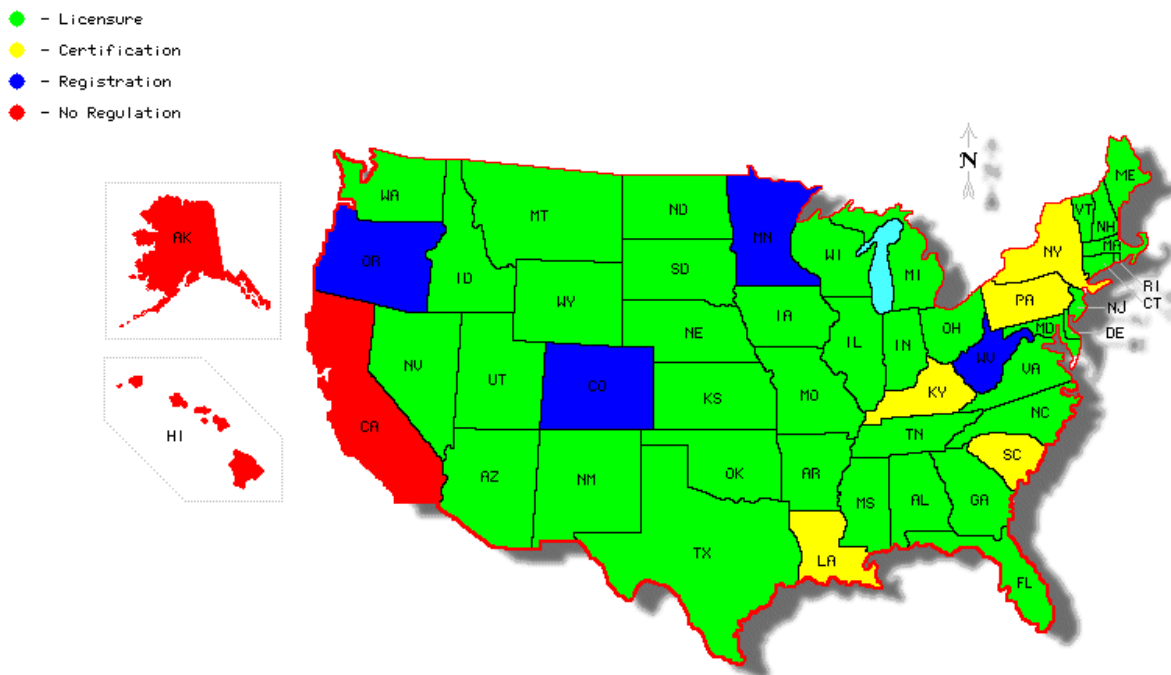 - Licensure
- Certification
- Registration
- No Regulation
N
ME
WA
VT
NH
MT
ND
MN
MA
NY
AK
OR
WI
ID
SD
MI
RI
WY
PA
CT
NJ
IA
OH
MD
DE
NE
IL
IN
WV
NV
UT
CO
VA
KY
KS
MO
NC
CA
TN
HI
SC
AZ
NM
OK
AR
MS
AL
GA
TX
LA
FL